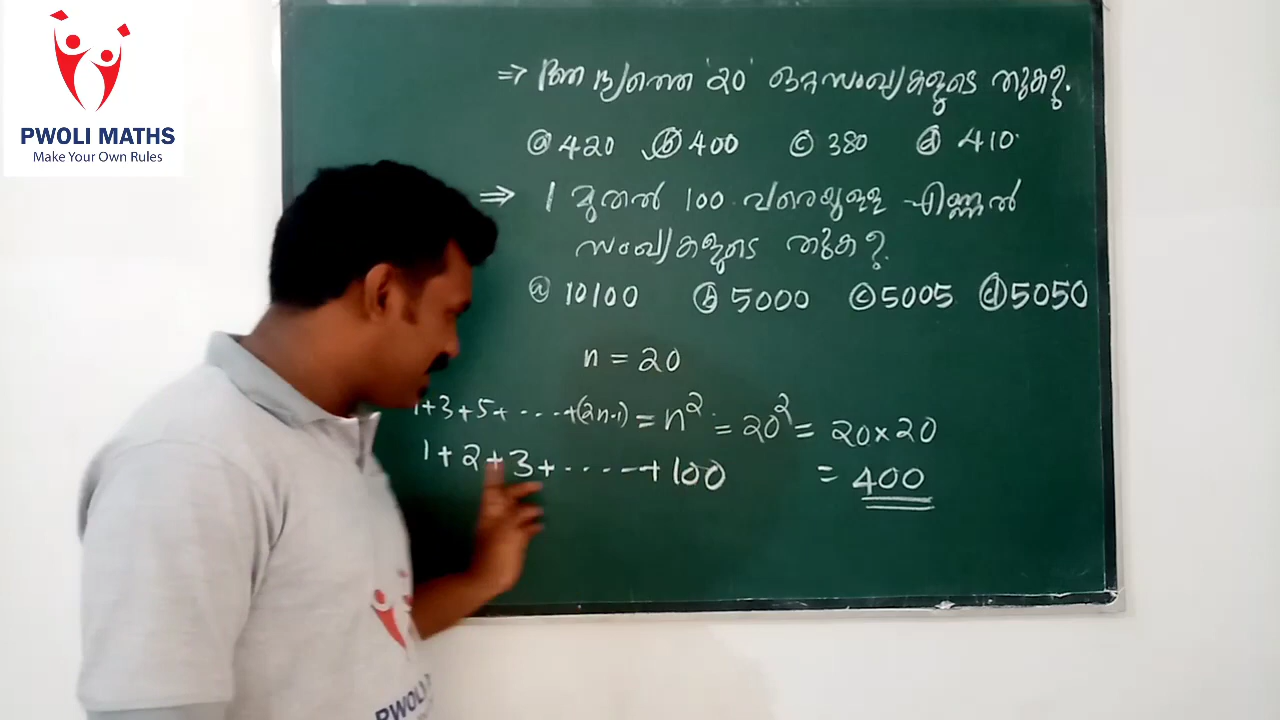 PWOLI MATHS
Make Your Own Rules
⇒ ആദ്യത്തെ '20' ഒറ്റസംഖ്യകളുടെ തുക?
ⓐ 420 ⓑ 400 ⓒ 380 ⓓ 410
⇒ 1 മുതൽ 100 വരെയുള്ള എണ്ണൽ
സംഖ്യകളുടെ തുക?
ⓐ 10100 ⓑ 5000 ⓒ 5005 ⓓ 5050
n = 20
1+3+5+ ---- +(2n-1) = n² = 20² = 20×20
1+2+3+ ----- +100 = 400
PWOLI